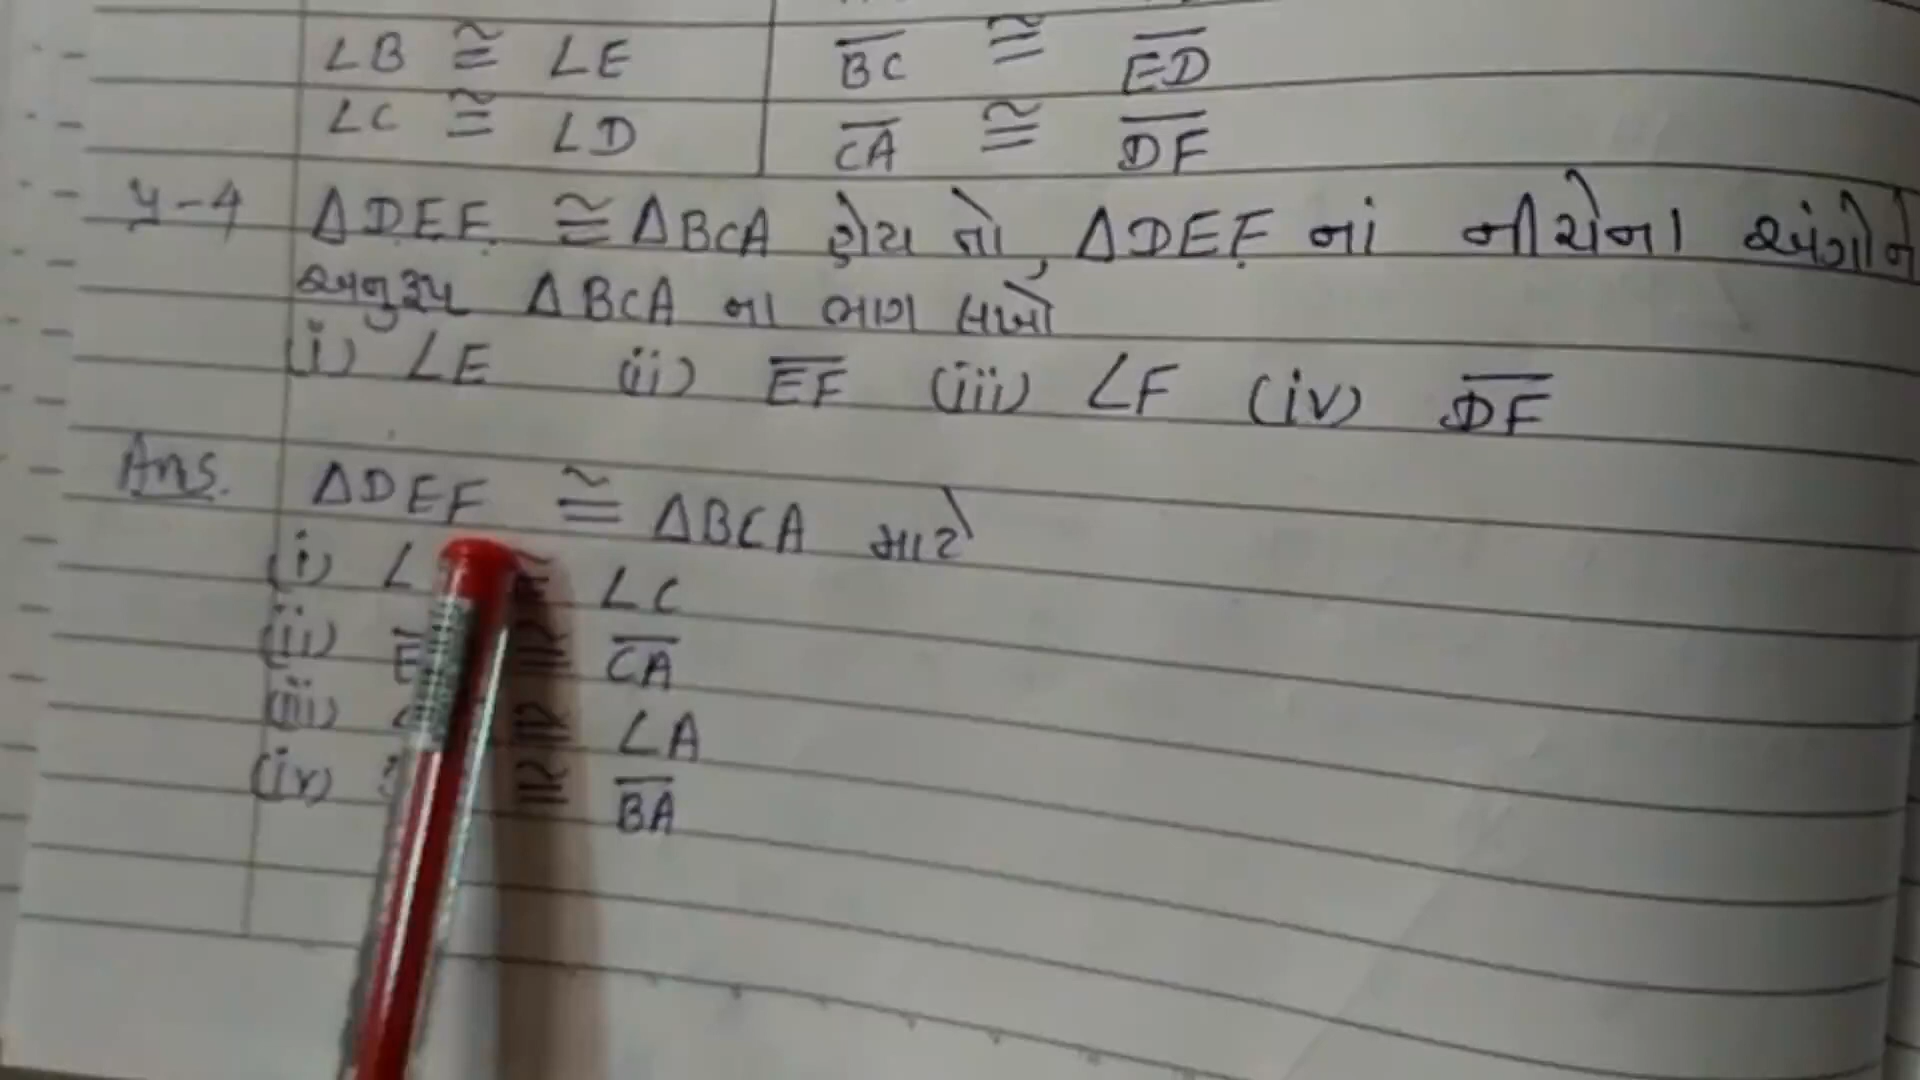 ∠B ≅ ∠E BC ≅ ED
∠C ≅ ∠D CA ≅ DF
પ્ર-4 ΔDEF ≅ ΔBCA હોય તો, ΔDEF નાં નીચેના અંગોને
અનુરૂપ ΔBCA ના ભાગ લખો
(i) ∠E (ii) EF (iii) ∠F (iv) DF
Ans. ΔDEF ≅ ΔBCA માટે
(i) ∠ ≅ ∠C
(ii) ≅ CA
(iii) ≅ ∠A
(iv) ≅ BA